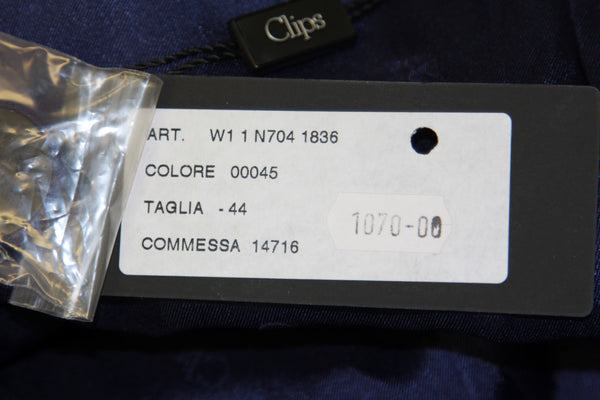 Clips
ART. W1 1 N704 1836
COLORE 00045
TAGLIA - 44
1070-00
COMMESSA 14716